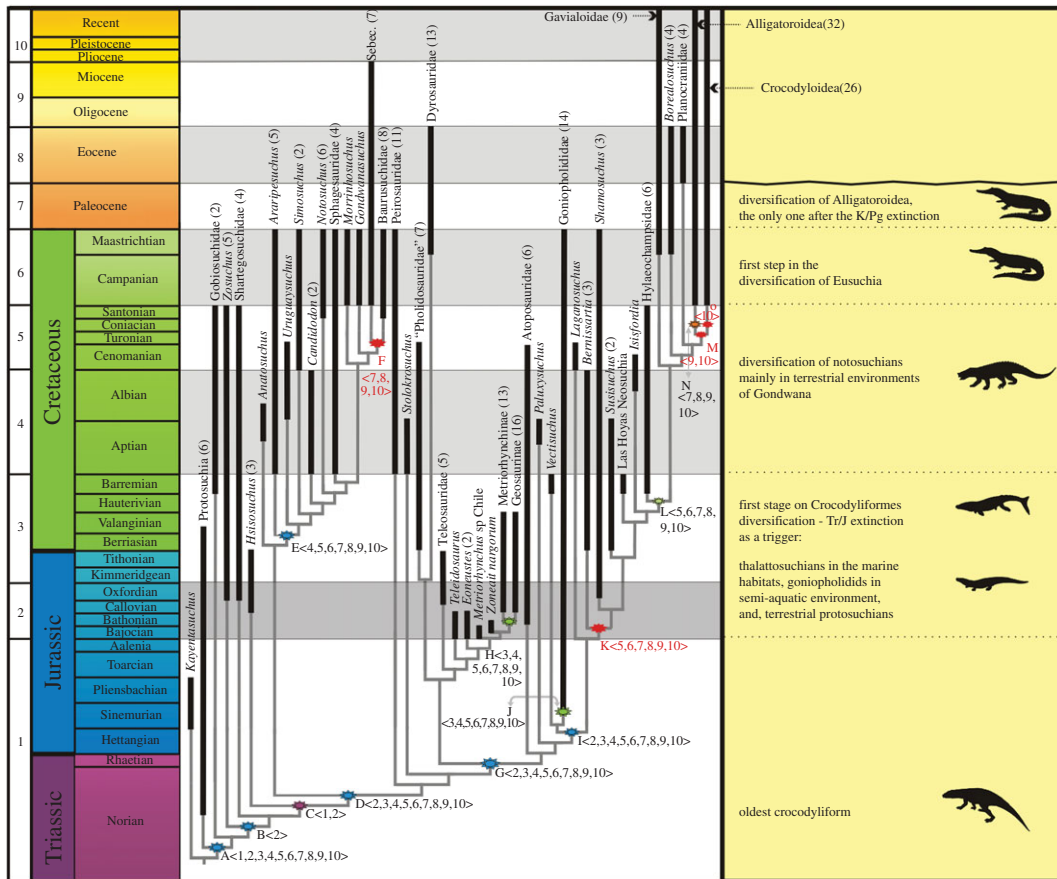 Gavialoidae (9)
Alligatoroidea(32)
Crocodyloidea(26)
10
9
8
7
6
5
4
3
2
1
Cretaceous
Jurassic
Triassic
Recent
Pleistocene
Pliocene
Miocene
Oligocene
Eocene
Paleocene
Maastrichtian
Campanian
Santonian
Coniacian
Turonian
Cenomanian
Albian
Aptian
Barremian
Hauterivian
Valanginian
Berriasian
Tithonian
Kimmeridgean
Oxfordian
Callovian
Bathonian
Bajocian
Aalenia
Toarcian
Pliensbachian
Sinemurian
Hettangian
Rhaetian
Norian
Kayentasuchus
Protosuchia (6)
Gobiosuchidae (2)
Zosuchus (5)
Shartegosuchidae (4)
Hsisosuchus (3)
Anatosuchus
Araripesuchus (5)
Uruguaysuchus
Simosuchus (2)
Candidodon (2)
Notosuchus (6)
Sphagesauridae (4)
Morrinhosuchus
Gondwanasuchus
Sebec. (7)
Baurusuchidae (8)
Peirosauridae (11)
Stolokrosuchus
"Pholidosauridae" (7)
Dyrosauridae (13)
Teleosauridae (5)
Teleidosaurus
Eoneustes (2)
Metriorhynchus sp Chile
Zoneait nargorum
Metriorhynchinae (13)
Geosaurinae (16)
Atoposauridae (6)
Paluxysuchus
Vectisuchus
Goniopholididae (14)
Laganosuchus
Bernissartia (3)
Shamosuchus (3)
Susisuchus (2)
Las Hoyas Neosuchia
Isisfordia
Hylaeochampsidae (6)
Borealosuchus (4)
Planocraniidae (4)
o
<10>
M
<9,10>
N
<7,8,9,
10>
F
<7,8,
9,10>
L<5,6,7,8,
9,10>
E<4,5,6,7,8,9,10>
K<5,6,7,8,9,10>
H<3,4,
5,6,7,8,9,
10>
J
<3,4,5,6,7,8,9,10>
I<2,3,4,5,6,7,8,9,10>
G<2,3,4,5,6,7,8,9,10>
D<2,3,4,5,6,7,8,9,10>
C<1,2>
B<2>
A<1,2,3,4,5,6,7,8,9,10>
diversification of Alligatoroidea,
the only one after the K/Pg extinction
first step in the
diversification of Eusuchia
diversification of notosuchians
mainly in terrestrial environments
of Gondwana
first stage on Crocodyliformes
diversification - Tr/J extinction
as a trigger:
thalattosuchians in the marine
habitats, goniopholidids in
semi-aquatic environment,
and, terrestrial protosuchians
oldest crocodyliform